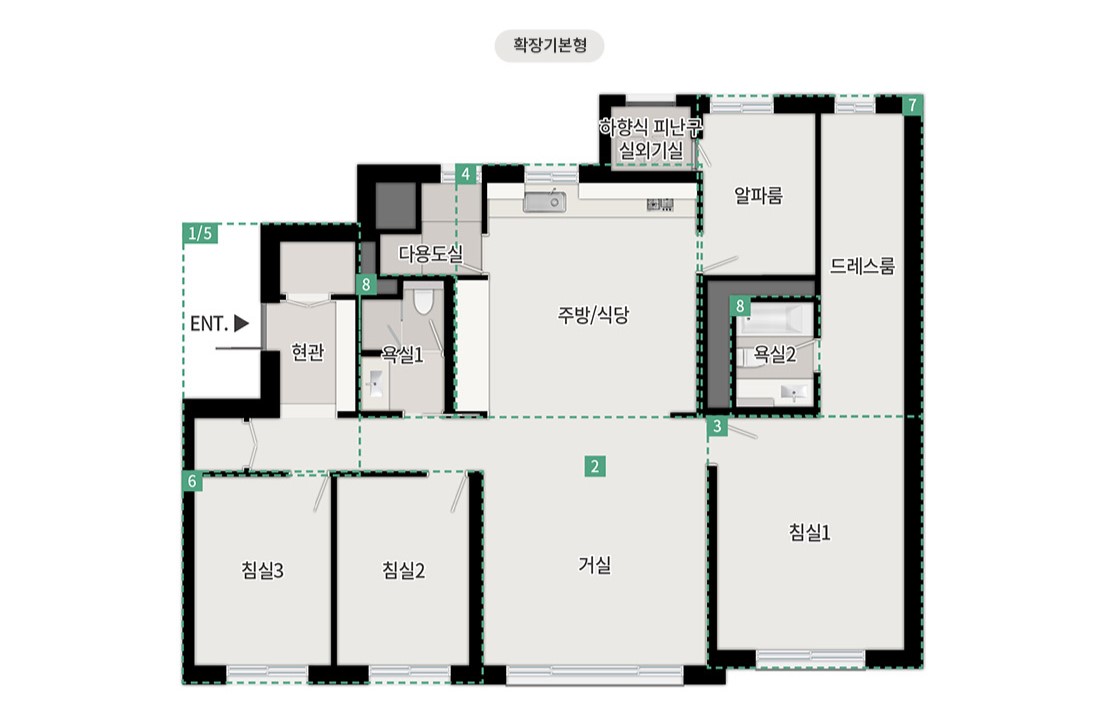 확장기본형
7
하향식 피난구
실외기실
4
알파룸
1/5
다용도실
드레스룸
8
8
주방/식당
ENT.
현관
욕실1
욕실2
3
2
6
침실1
침실3
침실2
거실